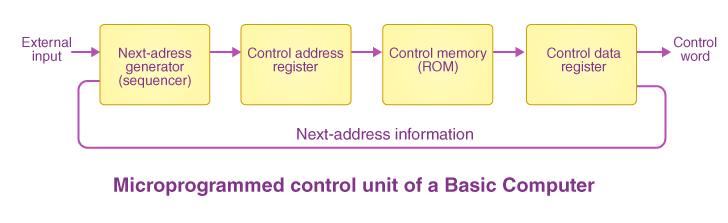 External
input
Next-adress
generator
(sequencer)
Control address
register
Control memory
(ROM)
Control data
register
Control
word
Next-address information
Microprogrammed control unit of a Basic Computer